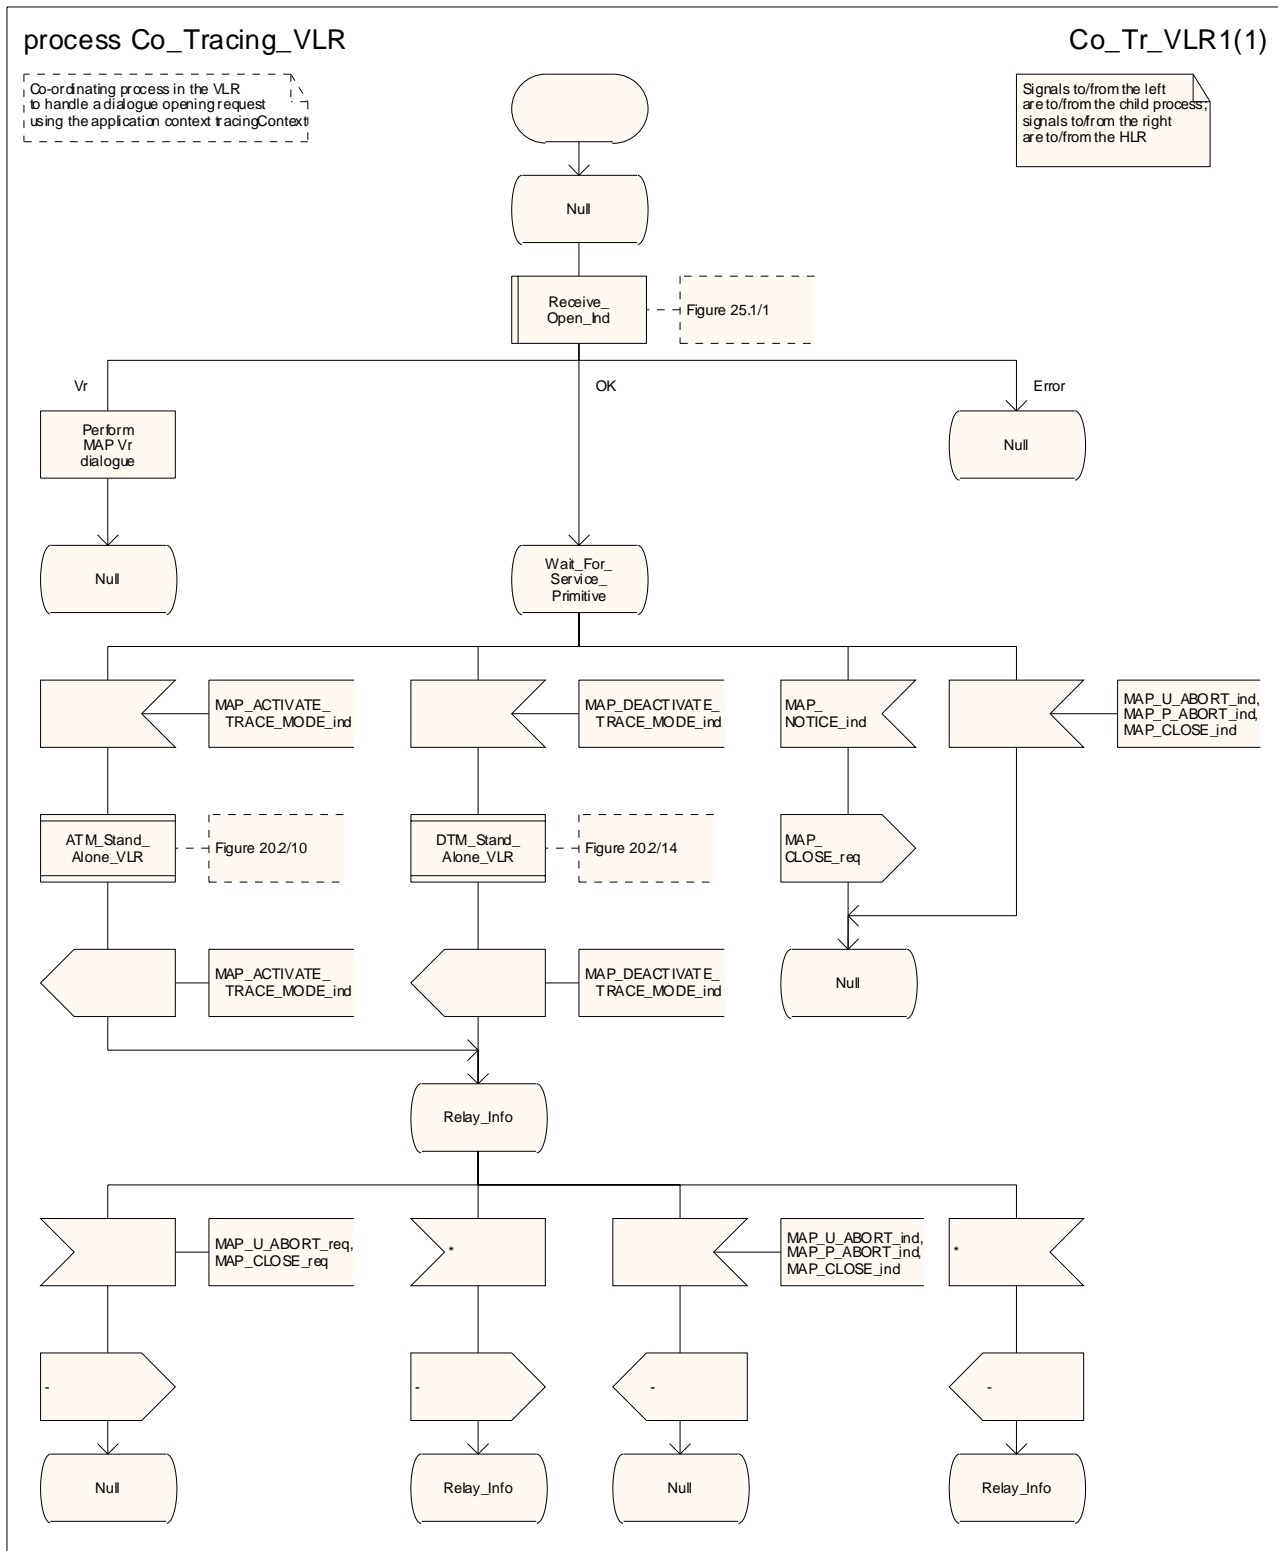 process Co_Tracing_VLR
Co_Tr_VLR1(1)
Co-ordinating process in the VLR
to handle a dialogue opening request
using the application context tracingContext
Signals to/from the left
are to/from the child process;
signals to/from the right
are to/from the HLR
Null
Receive_
Open_Ind
Figure 25.1/1
Vr
OK
Error
Perform
MAP Vr
dialogue
Null
Null
Wait_For_
Service_
Primitive
MAP_ACTIVATE_
TRACE_MODE_ind
MAP_DEACTIVATE_
TRACE_MODE_ind
MAP_
NOTICE_ind
MAP_U_ABORT_ind,
MAP_P_ABORT_ind,
MAP_CLOSE_ind
ATM_Stand_
Alone_VLR
Figure 20.2/10
DTM_Stand_
Alone_VLR
Figure 20.2/14
MAP_
CLOSE_req
MAP_ACTIVATE_
TRACE_MODE_ind
MAP_DEACTIVATE_
TRACE_MODE_ind
Null
Relay_Info
MAP_U_ABORT_req,
MAP_CLOSE_req
*
MAP_U_ABORT_ind,
MAP_P_ABORT_ind,
MAP_CLOSE_ind
*
-
-
-
-
Null
Relay_Info
Null
Relay_Info